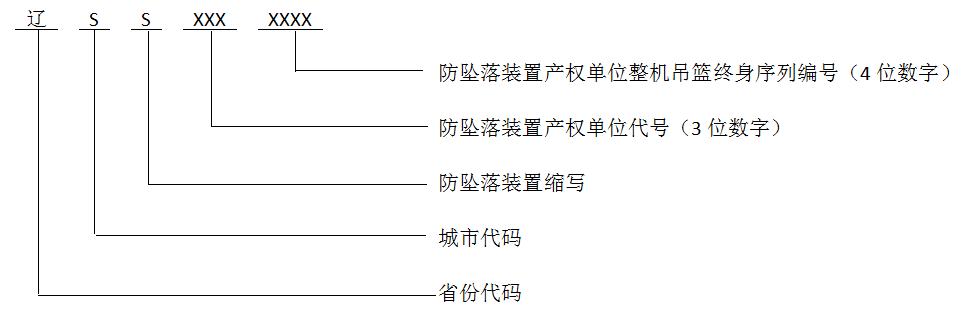 辽 S S XXX XXXX
防坠落装置产权单位整机吊篮终身序列编号（4 位数字）
防坠落装置产权单位代号（3 位数字）
防坠落装置缩写
城市代码
省份代码